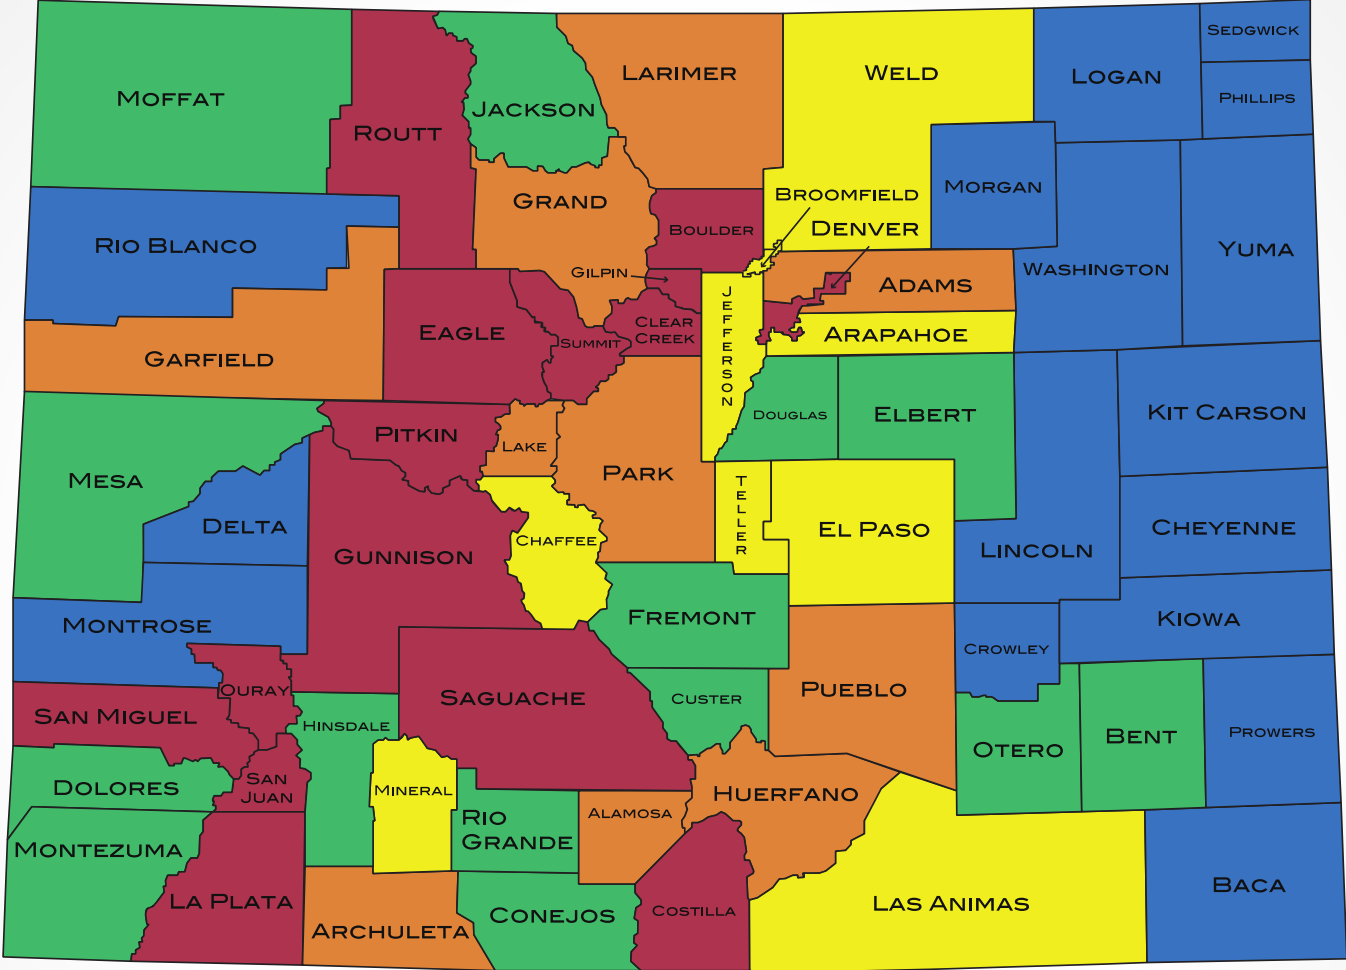 SEDGWICK
LARIMER
WELD
LOGAN
MOFFAT
PHILLIPS
JACKSON
ROUTT
MORGAN
BROOMFIELD
GRAND
DENVER
BOULDER
RIO BLANCO
YUMA
WASHINGTON
GILPIN
ADAMS
JEFFERSON
EAGLE
CLEAR
CREEK
ARAPAHOE
SUMMIT
GARFIELD
KIT CARSON
DOUGLAS
ELBERT
PITKIN
LAKE
PARK
MESA
TELLER
DELTA
CHEYENNE
EL PASO
CHAFFEE
LINCOLN
GUNNISON
FREMONT
KIOWA
MONTROSE
CROWLEY
OURAY
PUEBLO
SAGUACHE
CUSTER
SAN MIGUEL
HINSDALE
PROWERS
BENT
OTERO
SAN
JUAN
DOLORES
MINERAL
HUERFANO
ALAMOSA
RIO
GRANDE
MONTEZUMA
BACA
LA PLATA
LAS ANIMAS
COSTILLA
CONEJOS
ARCHULETA